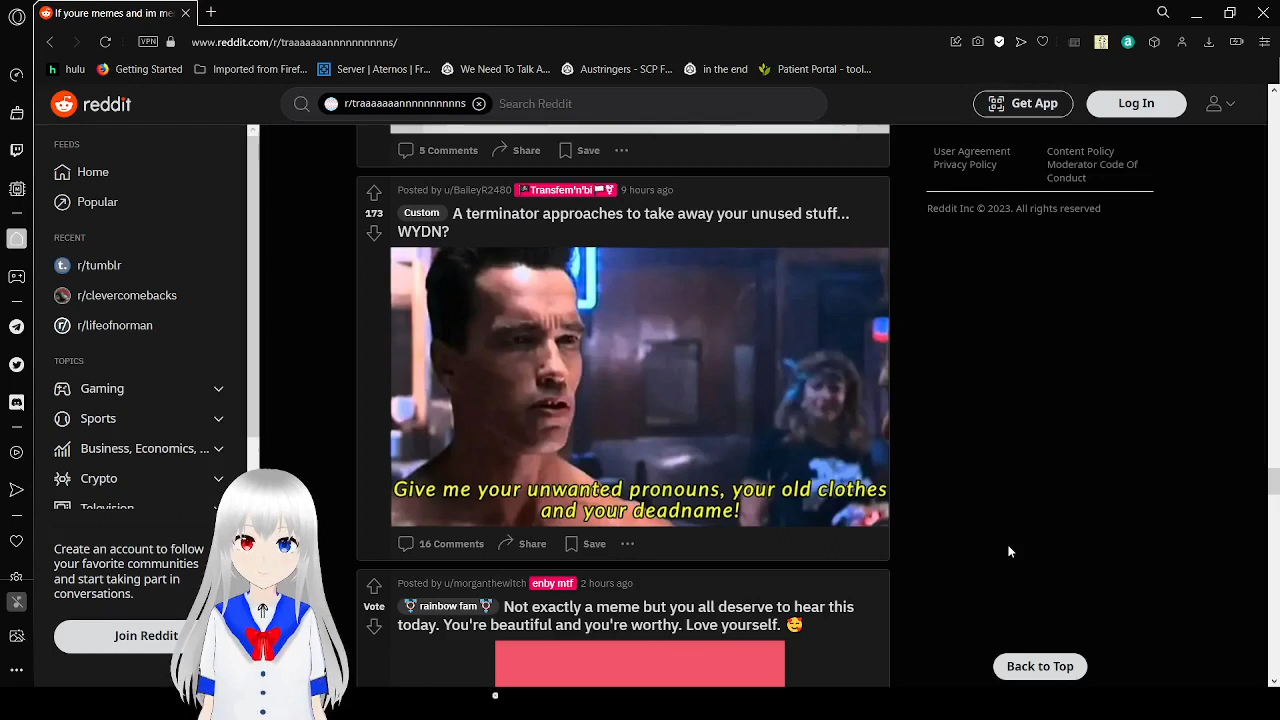 If youre memes and im me
www.reddit.com/r/traaaaaaannnnnnnnnns/
VPN
hulu
Getting Started
Imported from Firef...
Server | Aternos | Fr...
We Need To Talk A...
Austringers - SCP F...
in the end
Patient Portal - tool...
reddit
r/traaaaaaannnnnnnnnns
Search Reddit
Get App
Log In
FEEDS
Home
Popular
RECENT
r/tumblr
r/clevercomebacks
r/lifeofnorman
TOPICS
Gaming
Sports
Business, Economics, ...
Crypto
Television
Create an account to follow
your favorite communities
and start taking part in
conversations.
Join Reddit
5 Comments Share Save
Posted by u/BaileyR2480 Transfem'n'bi 9 hours ago
173
Custom A terminator approaches to take away your unused stuff...
WYDN?
Give me your unwanted pronouns, your old clothes
and your deadname!
16 Comments Share Save
Posted by u/morganthewitch enby mtf 2 hours ago
Vote
rainbow fam Not exactly a meme but you all deserve to hear this
today. You're beautiful and you're worthy. Love yourself.
User Agreement
Privacy Policy
Content Policy
Moderator Code Of
Conduct
Reddit Inc © 2023. All rights reserved
Back to Top